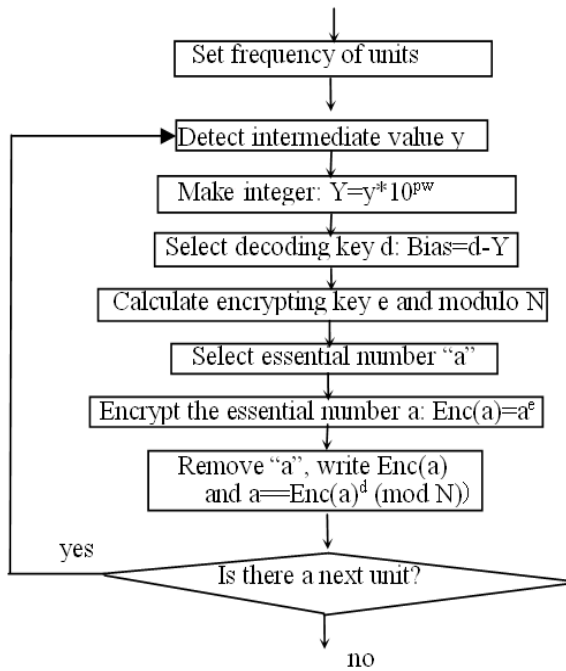 Set frequency of units
Detect intermediate value y
Make integer: Y=y*10^pw
Select decoding key d: Bias=d-Y
Calculate encrypting key e and modulo N
Select essential number “a”
Encrypt the essential number a: Enc(a)=a^e
Remove “a”, write Enc(a)
and a==Enc(a)^d (mod N))
yes
Is there a next unit?
no